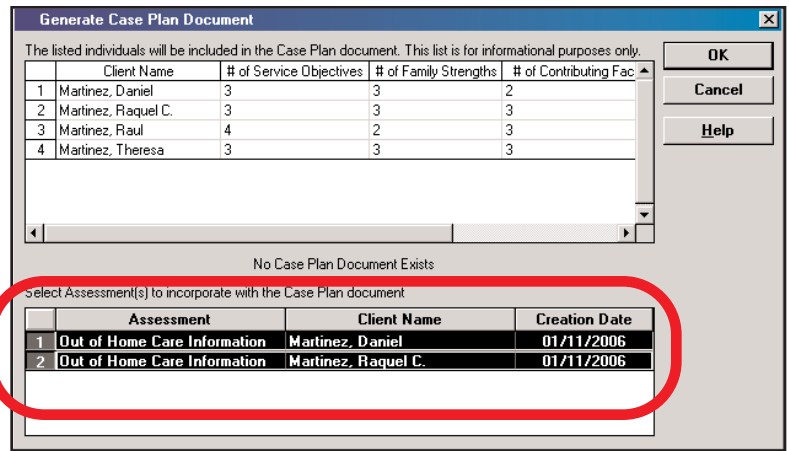 Generate Case Plan Document
The listed individuals will be included in the Case Plan document. This list is for informational purposes only.
OK
Client Name # of Service Objectives # of Family Strengths # of Contributing Fac
1 Martinez, Daniel 3 3 2
Cancel
2 Martinez, Raquel C. 3 3 3
3 Martinez, Raul 4 2 3
Help
4 Martinez, Theresa 3 3 3
No Case Plan Document Exists
Select Assessment(s) to incorporate with the Case Plan document
Assessment Client Name Creation Date
1 Out of Home Care Information Martinez, Daniel 01/11/2006
2 Out of Home Care Information Martinez, Raquel C. 01/11/2006